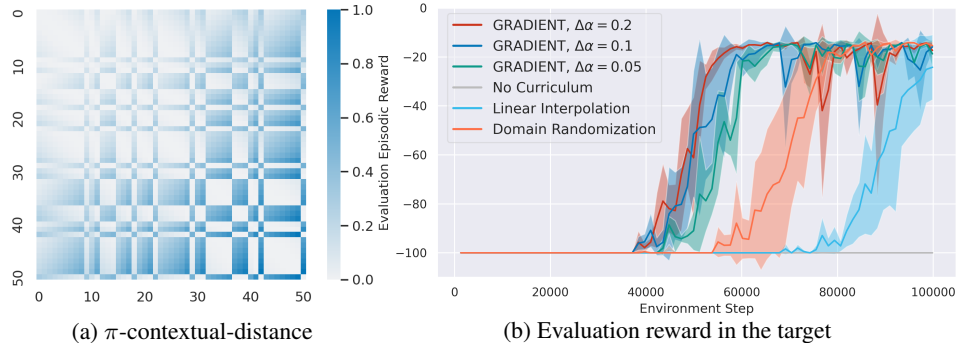 0
10
20
30
40
50
0 10 20 30 40 50
1.0
0.8
0.6
0.4
0.2
0.0
Evaluation Episodic Reward
0
−20
−40
−60
−80
−100
GRADIENT, Δα = 0.2
GRADIENT, Δα = 0.1
GRADIENT, Δα = 0.05
No Curriculum
Linear Interpolation
Domain Randomization
0 20000 40000 60000 80000 100000
Environment Step
(a) π-contextual-distance
(b) Evaluation reward in the target